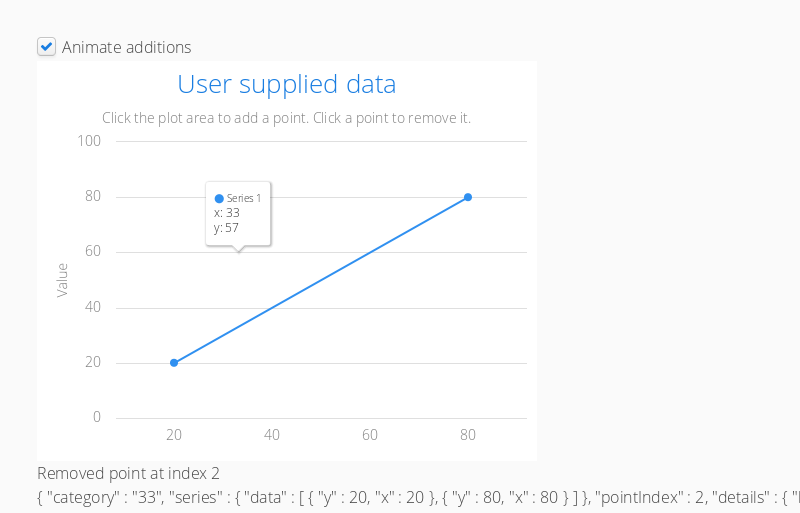 Animate additions
User supplied data
Click the plot area to add a point. Click a point to remove it.
100
80
60
40
20
0
Value
Series 1
x: 33
y: 57
20 40 60 80
Removed point at index 2
{ "category" : "33", "series" : { "data" : [ { "y" : 20, "x" : 20 }, { "y" : 80, "x" : 80 } ] }, "pointIndex" : 2, "details" : {